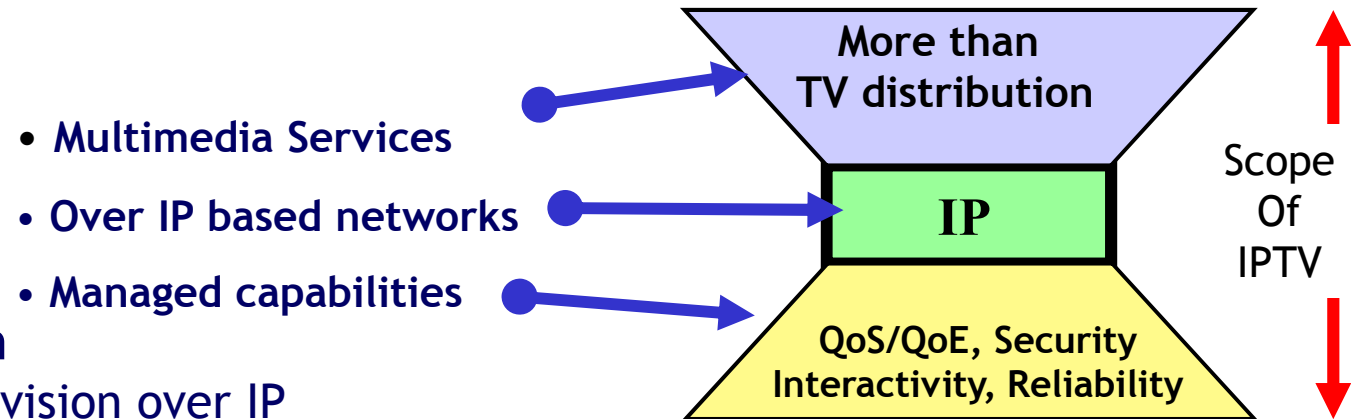 More than
TV distribution
• Multimedia Services
• Over IP based networks
IP
Scope
Of
IPTV
• Managed capabilities
QoS/QoE, Security
Interactivity, Reliability
vision over IP